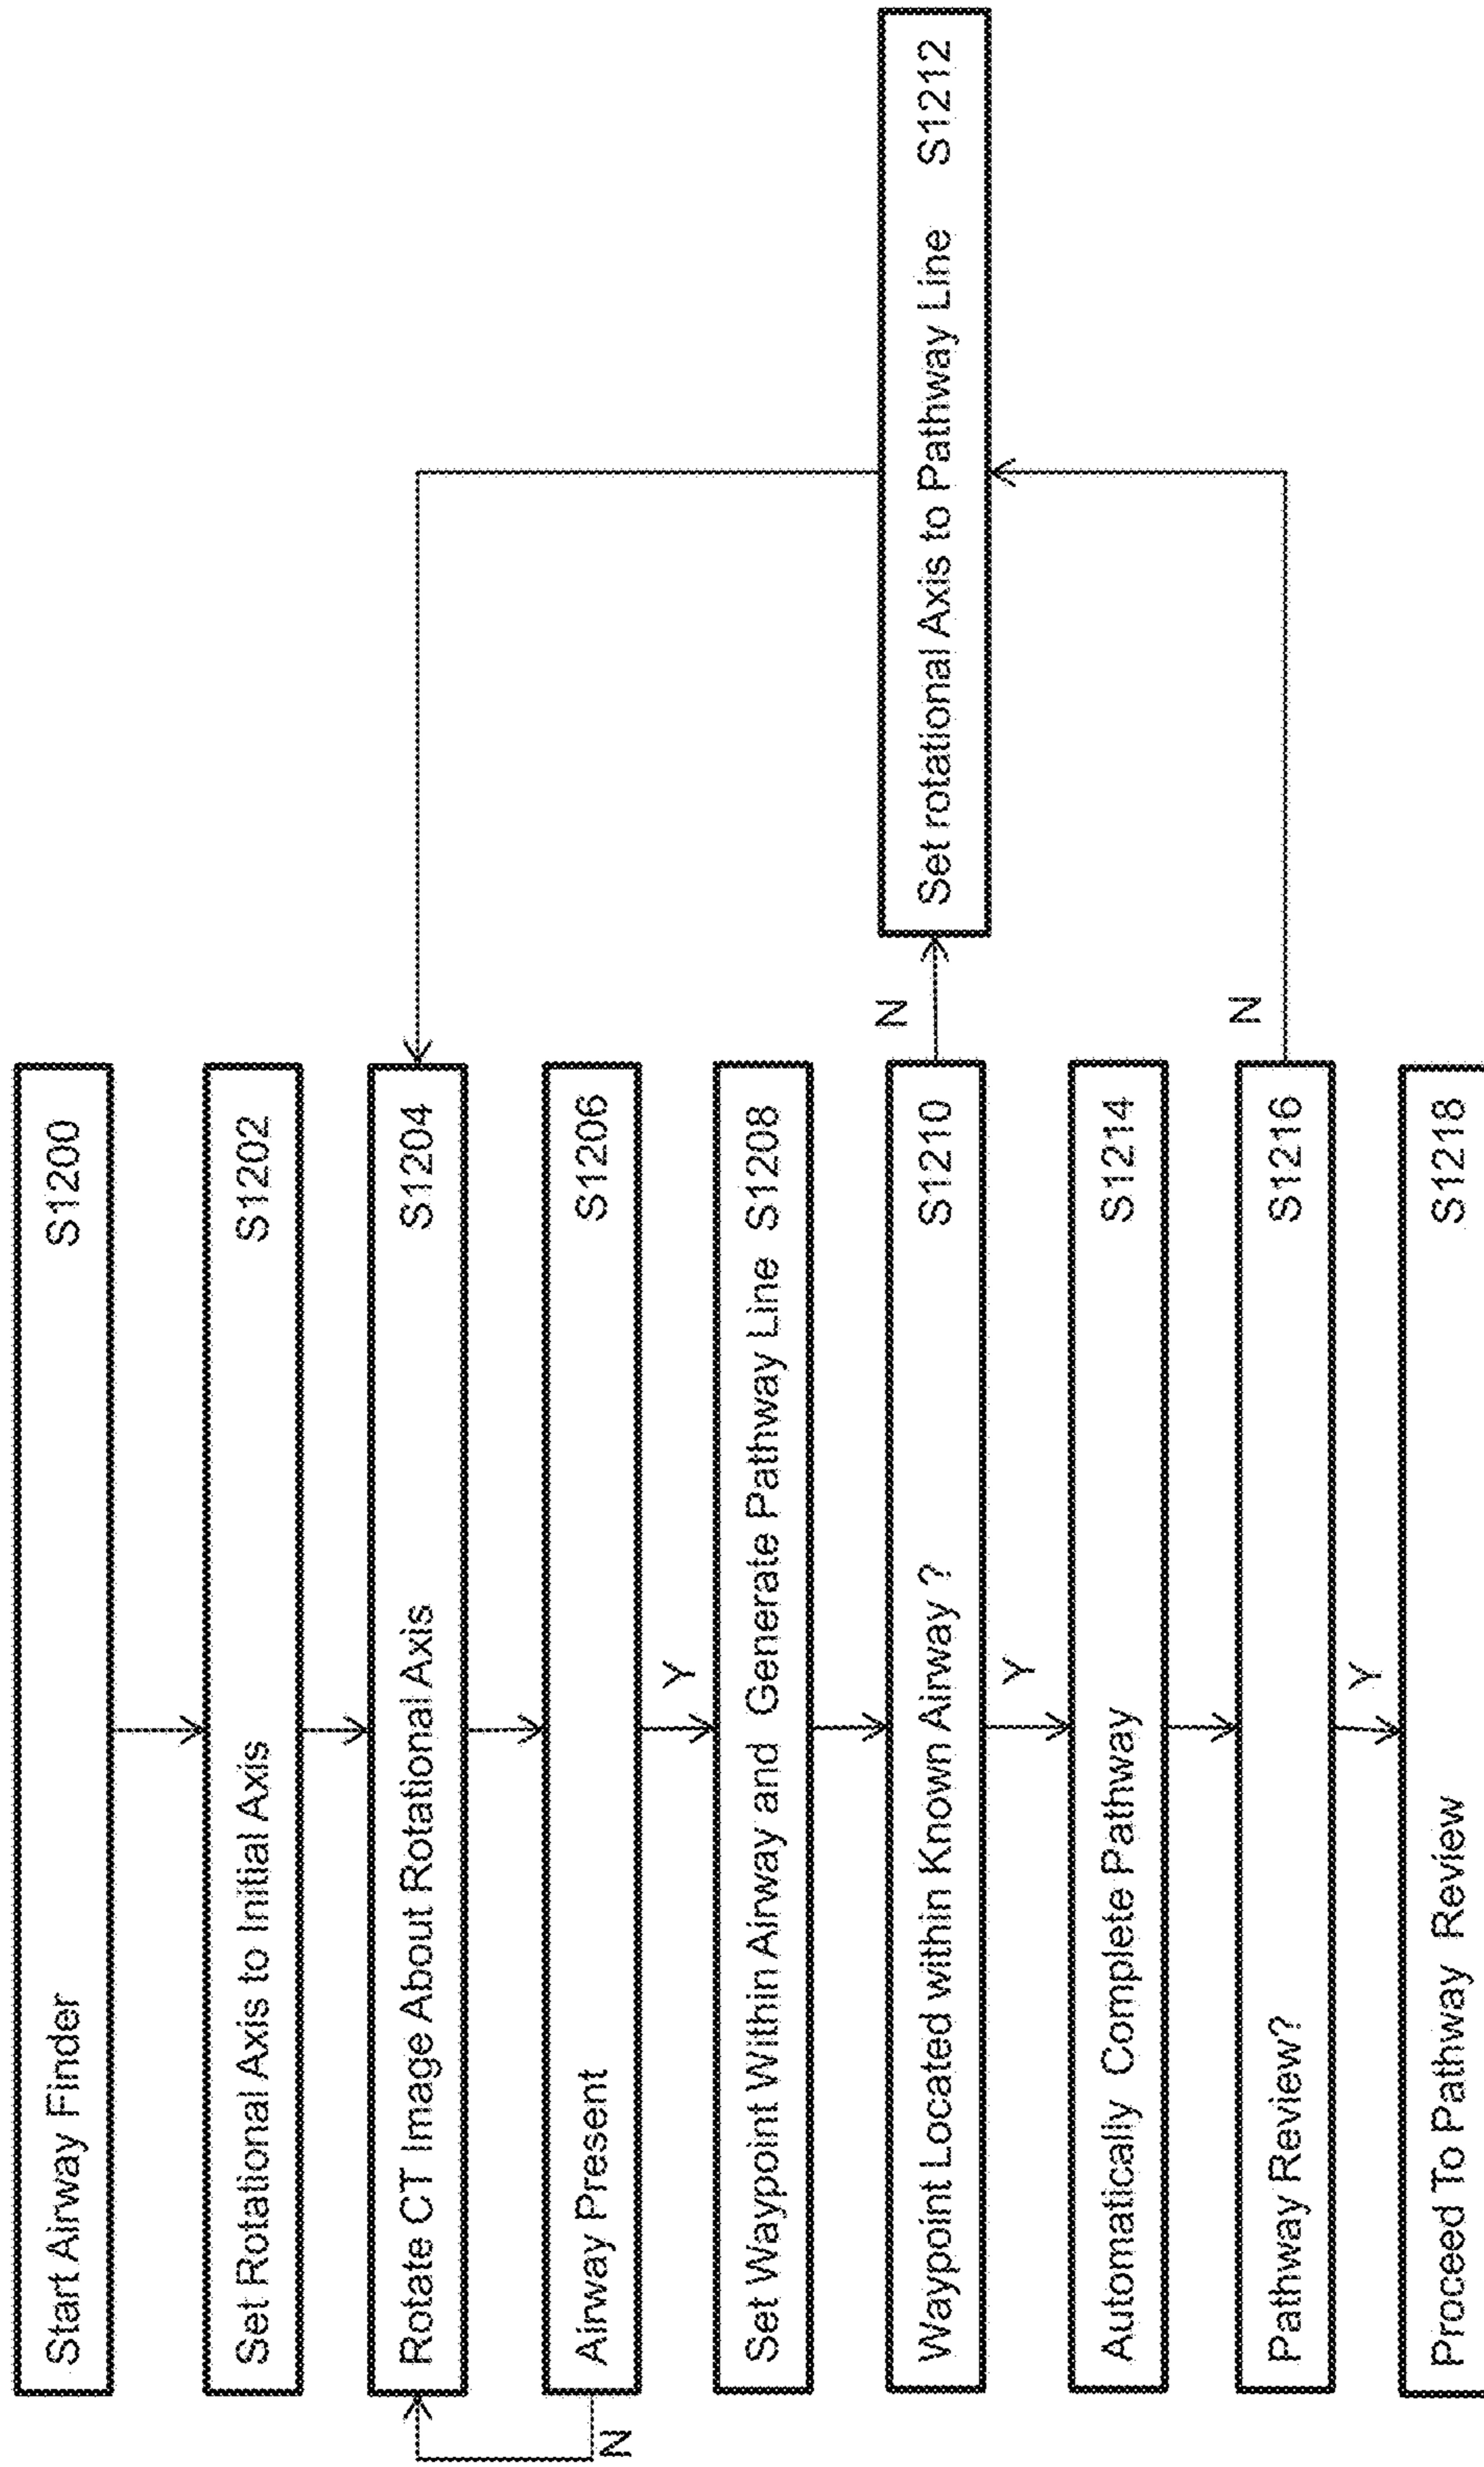 Start Airway Finder S1200
Set Rotational Axis to Initial Axis S1202
Rotate CT Image About Rotational Axis S1204
Airway Present S1206
N
Y
Set Waypoint Within Airway and Generate Pathway Line S1208
Waypoint Located within Known Airway ? S1210
N
Set rotational Axis to Pathway Line S1212
Y
Automatically Complete Pathway S1214
Pathway Review? S1216
N
Y
Proceed To Pathway Review S1218